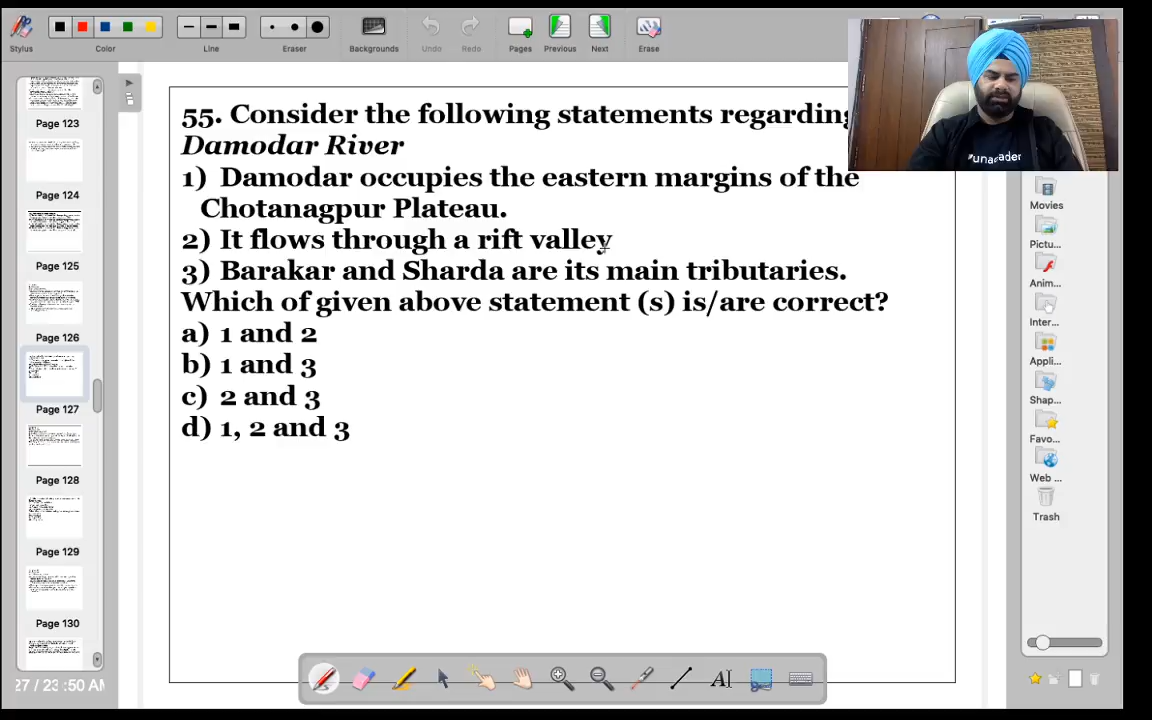 Stylus
Color
Line
Eraser
Backgrounds
Undo
Redo
Pages
Previous
Next
Erase
Page 123
Page 124
Page 125
Page 126
Page 127
Page 128
Page 129
Page 130
55. Consider the following statements regarding
Damodar River
1) Damodar occupies the eastern margins of the
Chotanagpur Plateau.
2) It flows through a rift valley
3) Barakar and Sharda are its main tributaries.
Which of given above statement (s) is/are correct?
a) 1 and 2
b) 1 and 3
c) 2 and 3
d) 1, 2 and 3
Movies
Pictu...
Anim...
Inter...
Appli...
Shap...
Favo...
Web ...
Trash